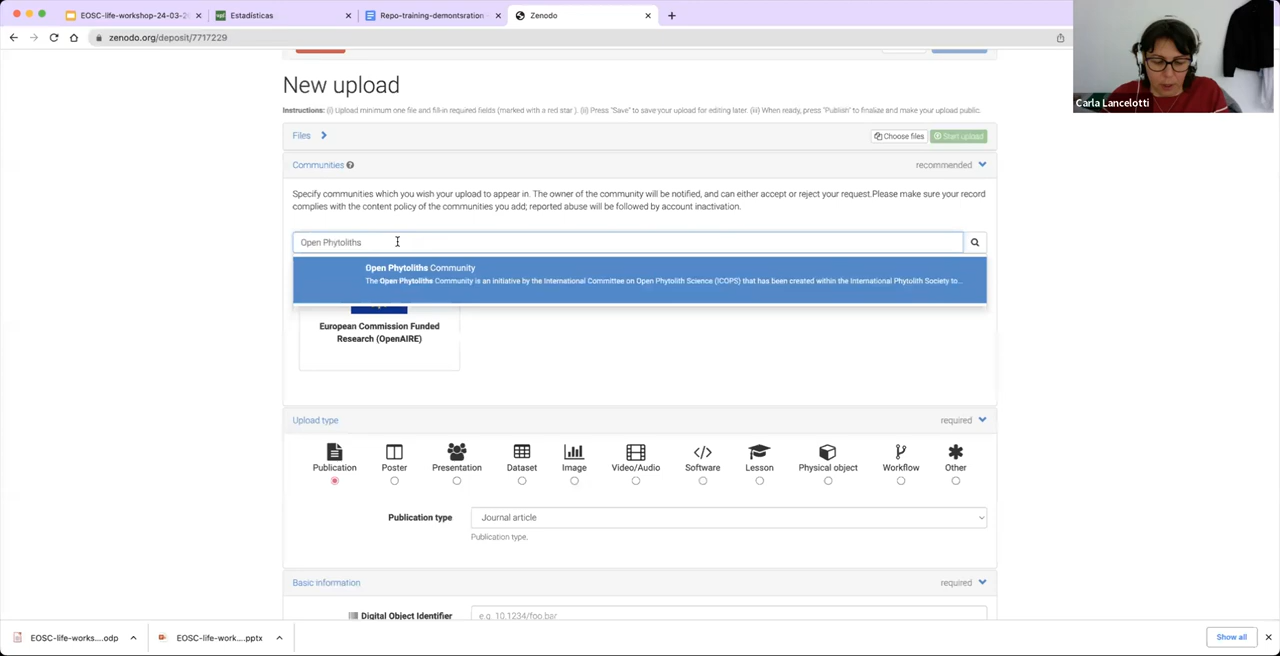 EOSC-life-workshop-24-03-2
Estadísticas
Repo-training-demontsration
Zenodo
zenodo.org/deposit/7717229
Carla Lancelotti
New upload
Instructions: (i) Upload minimum one file and fill-in required fields (marked with a red star ). (ii) Press "Save" to save your upload for editing later. (iii) When ready, press "Publish" to finalize and make your upload public.
Files
Choose files
Start upload
Communities
recommended
Specify communities which you wish your upload to appear in. The owner of the community will be notified, and can either accept or reject your request.Please make sure your record
complies with the content policy of the communities you add; reported abuse will be followed by account inactivation.
Open Phytoliths
Open Phytoliths Community
The Open Phytoliths Community is an initiative by the International Committee on Open Phytolith Science (ICOPS) that has been created within the International Phytolith Society to...
European Commission Funded
Research (OpenAIRE)
Upload type
required
Publication
Poster
Presentation
Dataset
Image
Video/Audio
Software
Lesson
Physical object
Workflow
Other
Publication type
Journal article
Publication type.
Basic information
required
Digital Object Identifier
e.g. 10.1234/foo.bar
EOSC-life-works....odp
EOSC-life-work....pptx
Show all